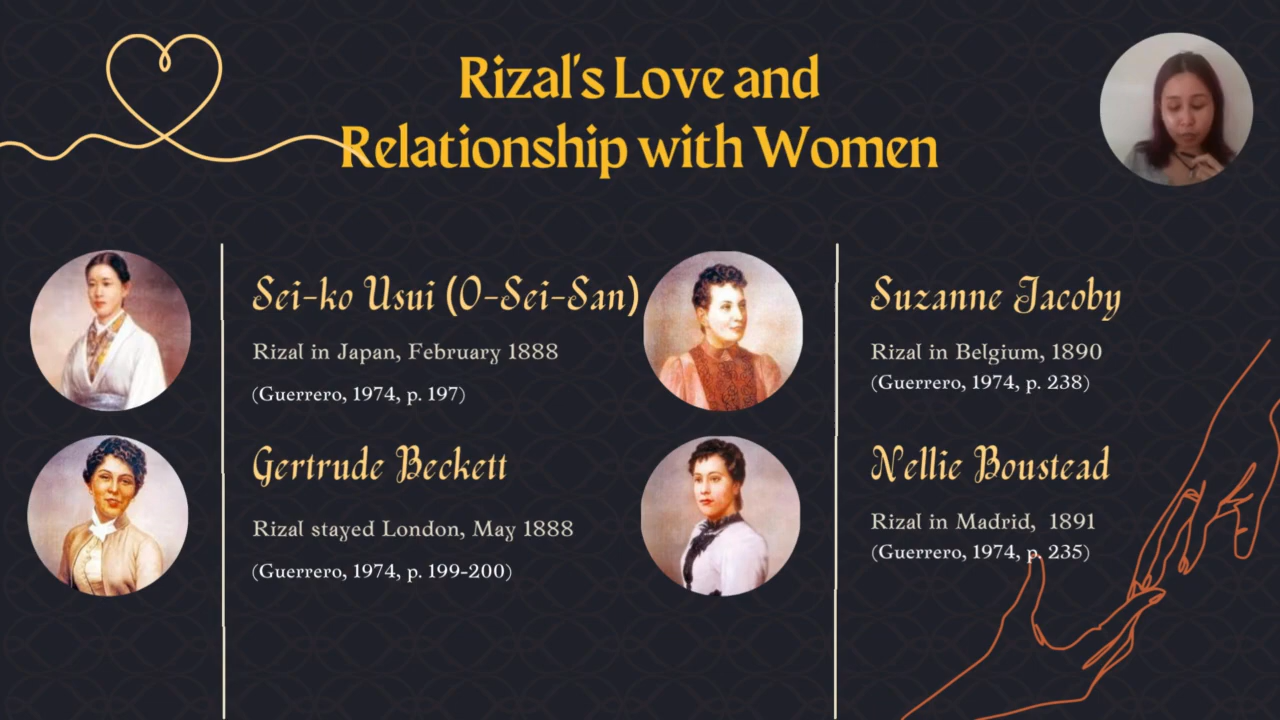 Rizal's Love and
Relationship with Women
Sei-ko Usui (O-Sei-San)
Rizal in Japan, February 1888
(Guerrero, 1974, p. 197)
Gertrude Beckett
Rizal stayed London, May 1888
(Guerrero, 1974, p. 199-200)
Suzanne Jacoby
Rizal in Belgium, 1890
(Guerrero, 1974, p. 238)
Nellie Boustead
Rizal in Madrid, 1891
(Guerrero, 1974, p. 235)